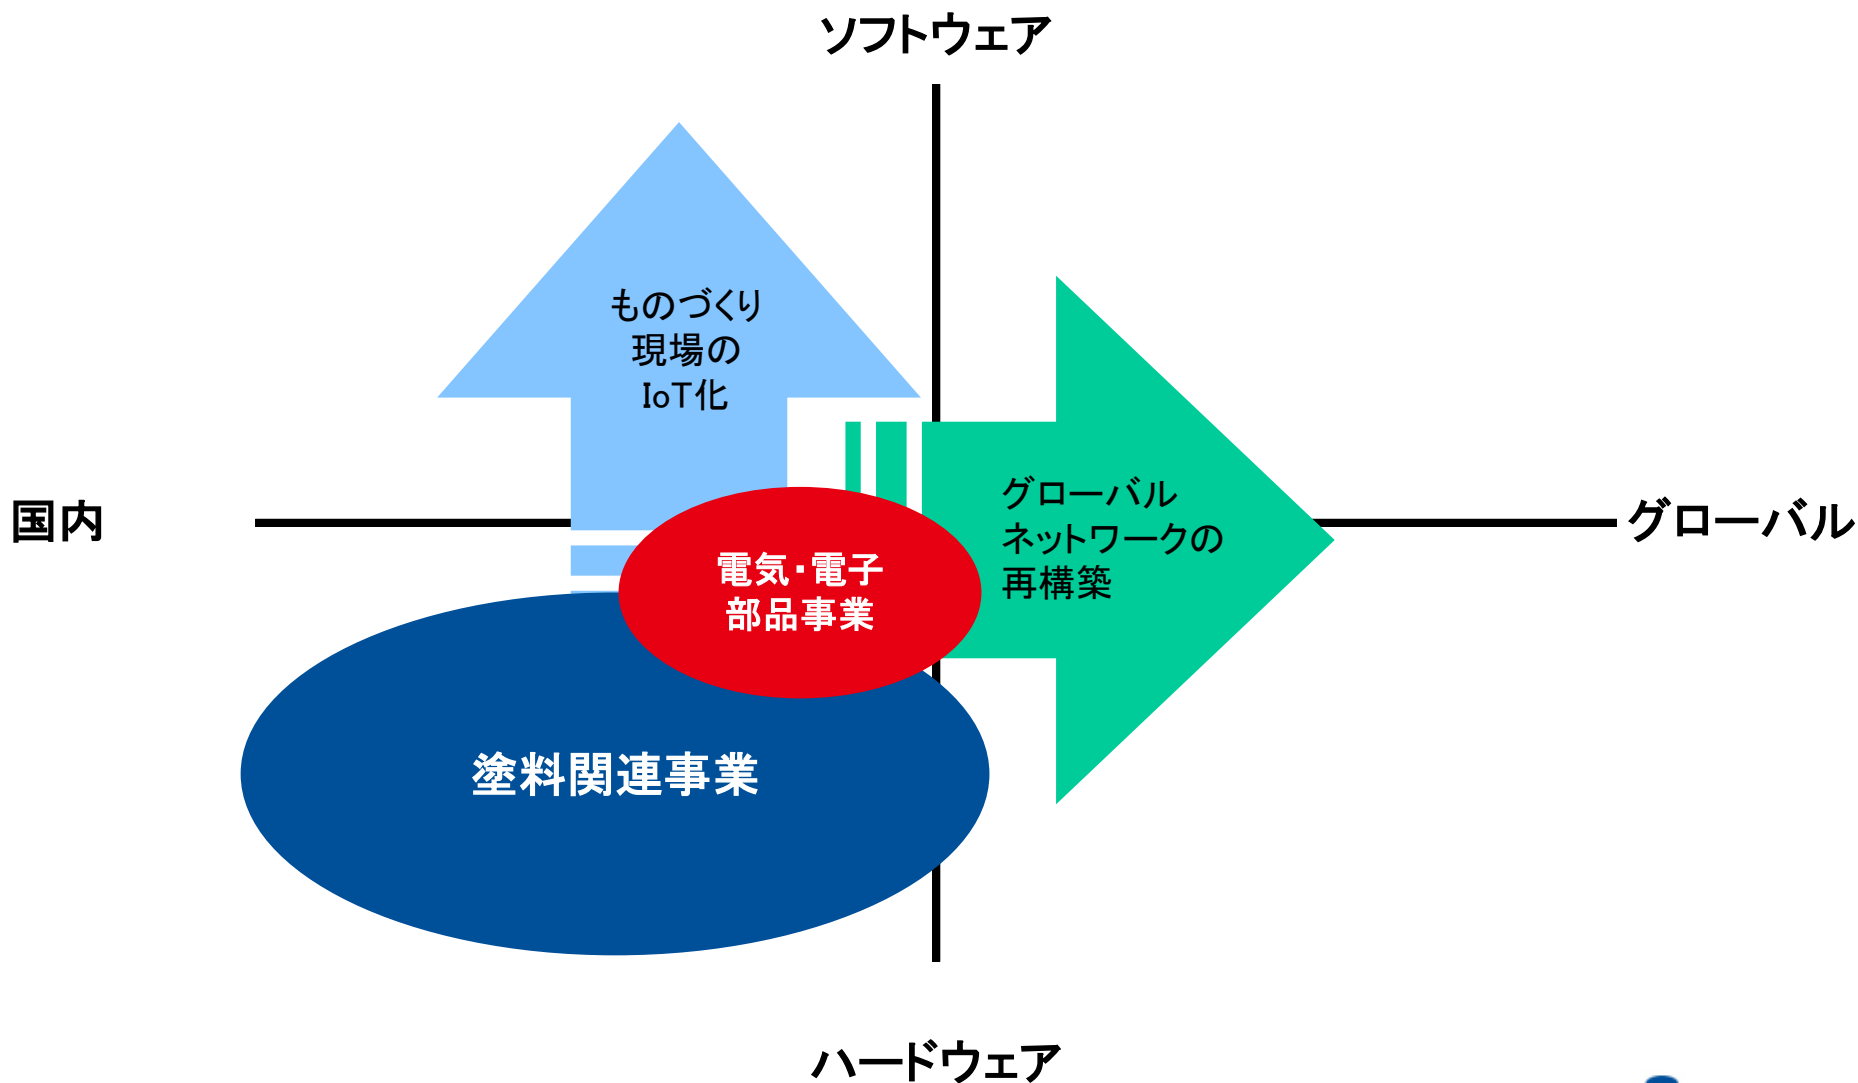 ソフトウェア
ものづくり
現場の
IoT化
国内
グローバル
ネットワークの
再構築
グローバル
電気・電子
部品事業
塗料関連事業
ハードウェア